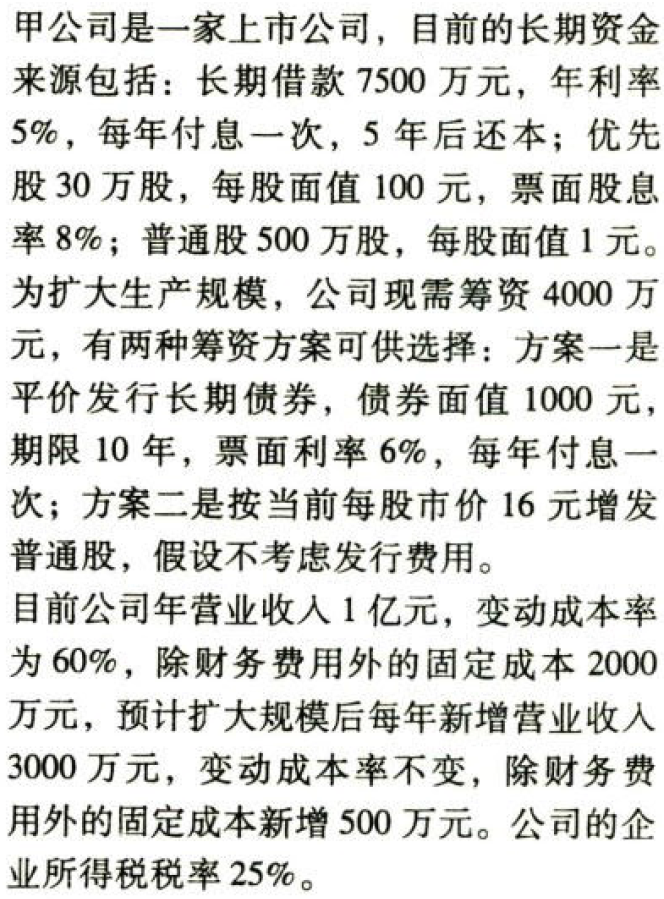 甲公司是一家上市公司，目前的长期资金
来源包括：长期借款 7500 万元，年利率
5%，每年付息一次，5 年后还本；优先
股 30 万股，每股面值 100 元，票面股息
率 8%；普通股 500 万股，每股面值 1 元。
为扩大生产规模，公司现需筹资 4000 万
元，有两种筹资方案可供选择：方案一是
平价发行长期债券，债券面值 1000 元，
期限 10 年，票面利率 6%，每年付息一
次；方案二是按当前每股市价 16 元增发
普通股，假设不考虑发行费用。
目前公司年营业收入 1 亿元，变动成本率
为 60%，除财务费用外的固定成本 2000
万元，预计扩大规模后每年新增营业收入
3000 万元，变动成本率不变，除财务费
用外的固定成本新增 500 万元。公司的企
业所得税税率 25%。